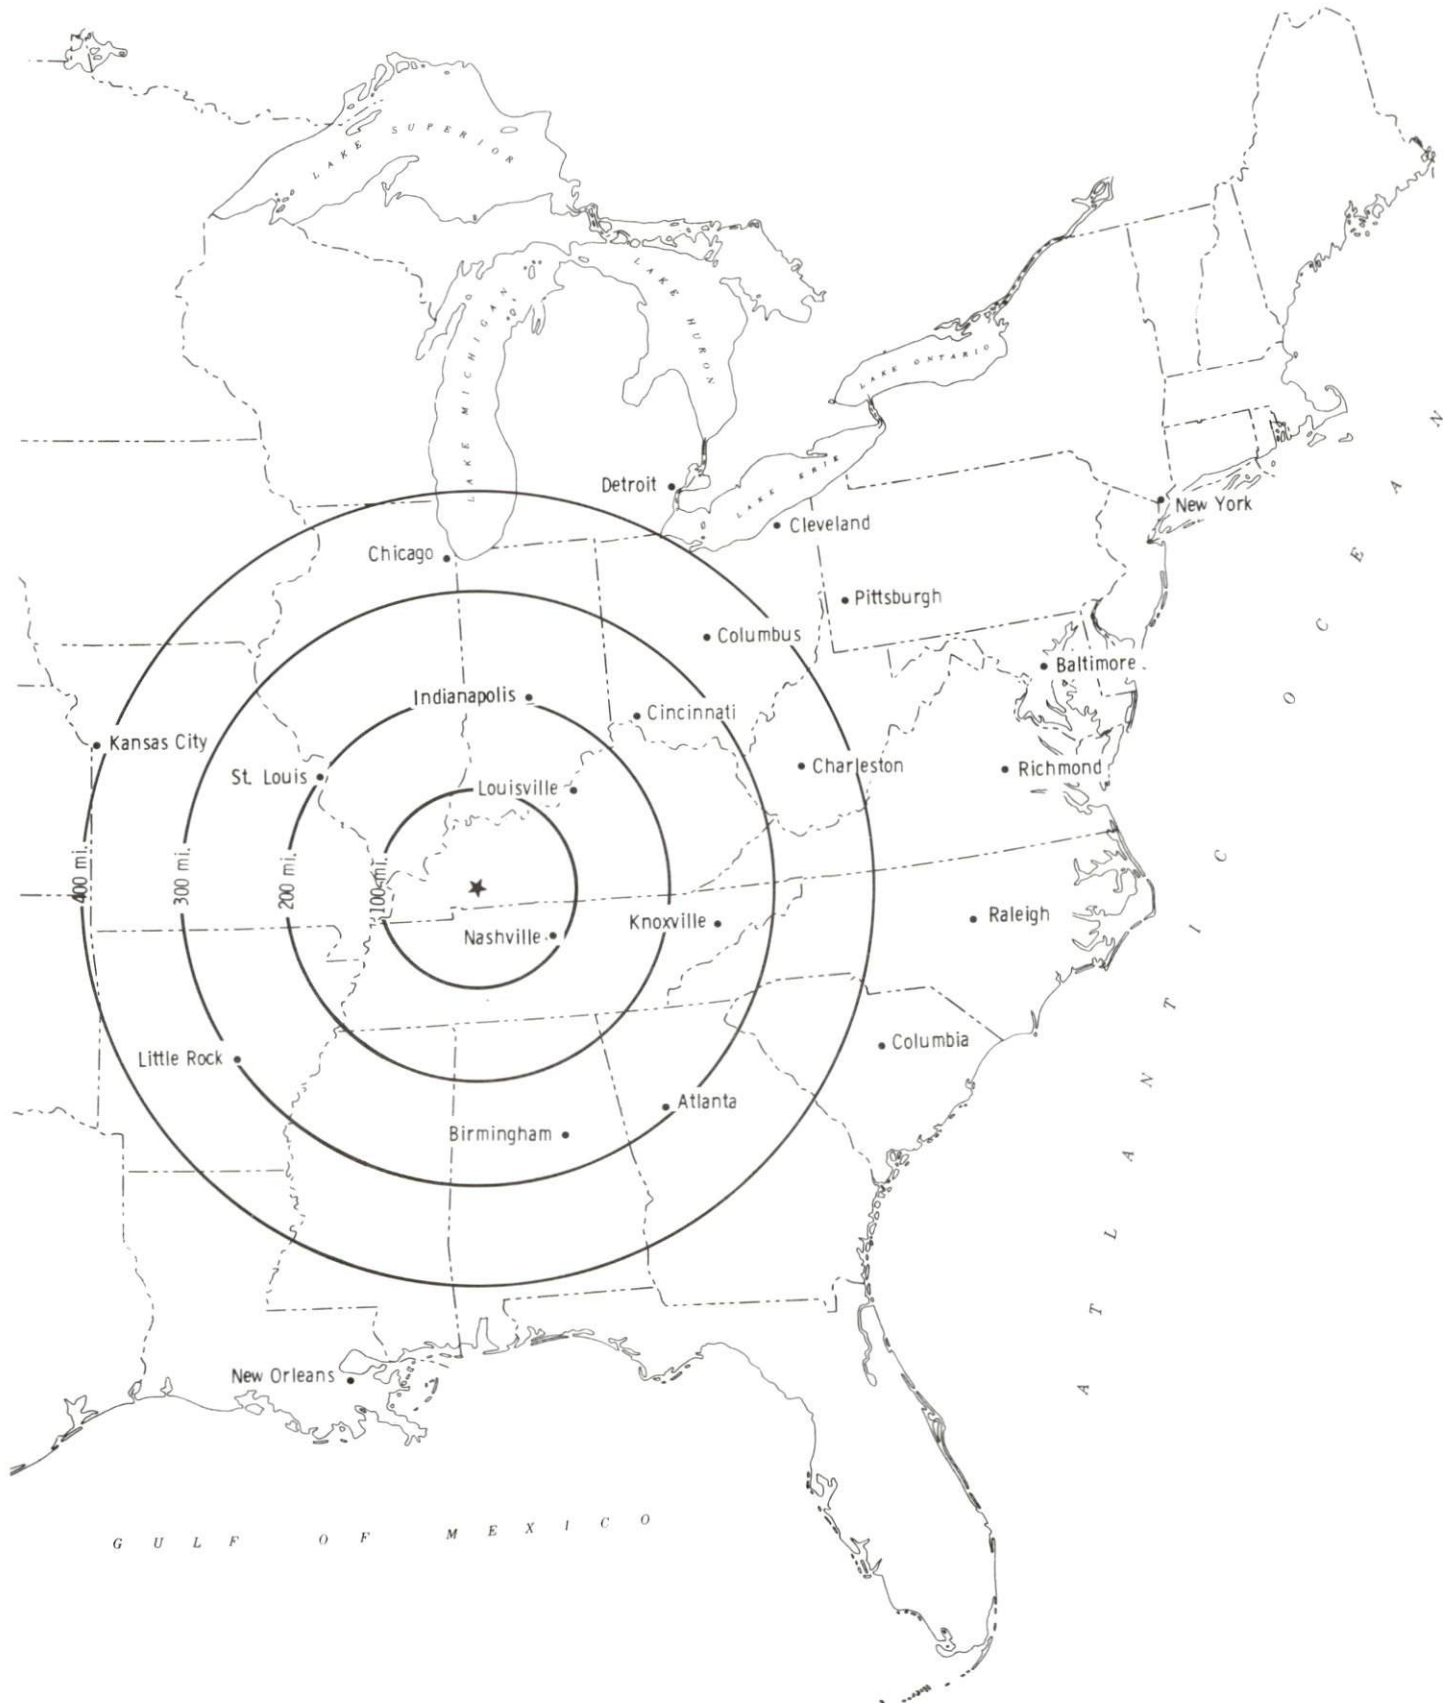 LAKE SUPERIOR
LAKE MICHIGAN
LAKE HURON
LAKE ONTARIO
LAKE ERIE
Detroit
New York
Cleveland
Chicago
Pittsburgh
Columbus
Baltimore
Indianapolis
Cincinnati
Kansas City
St. Louis
Charleston
Richmond
Louisville
400 mi.
300 mi.
200 mi.
100 mi.
Knoxville
Raleigh
Nashville
Columbia
Little Rock
Atlanta
Birmingham
New Orleans
ATLANTIC OCEAN
GULF OF MEXICO